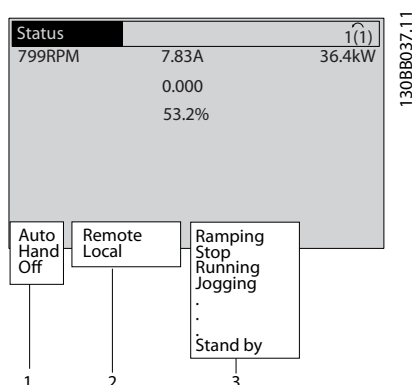 Status 1(1)
799RPM 7.83A 36.4kW
0.000
53.2%
Auto
Hand
Off
Remote
Local
Ramping
Stop
Running
Jogging
.
.
.
Stand by
1 2 3
130BB037.11